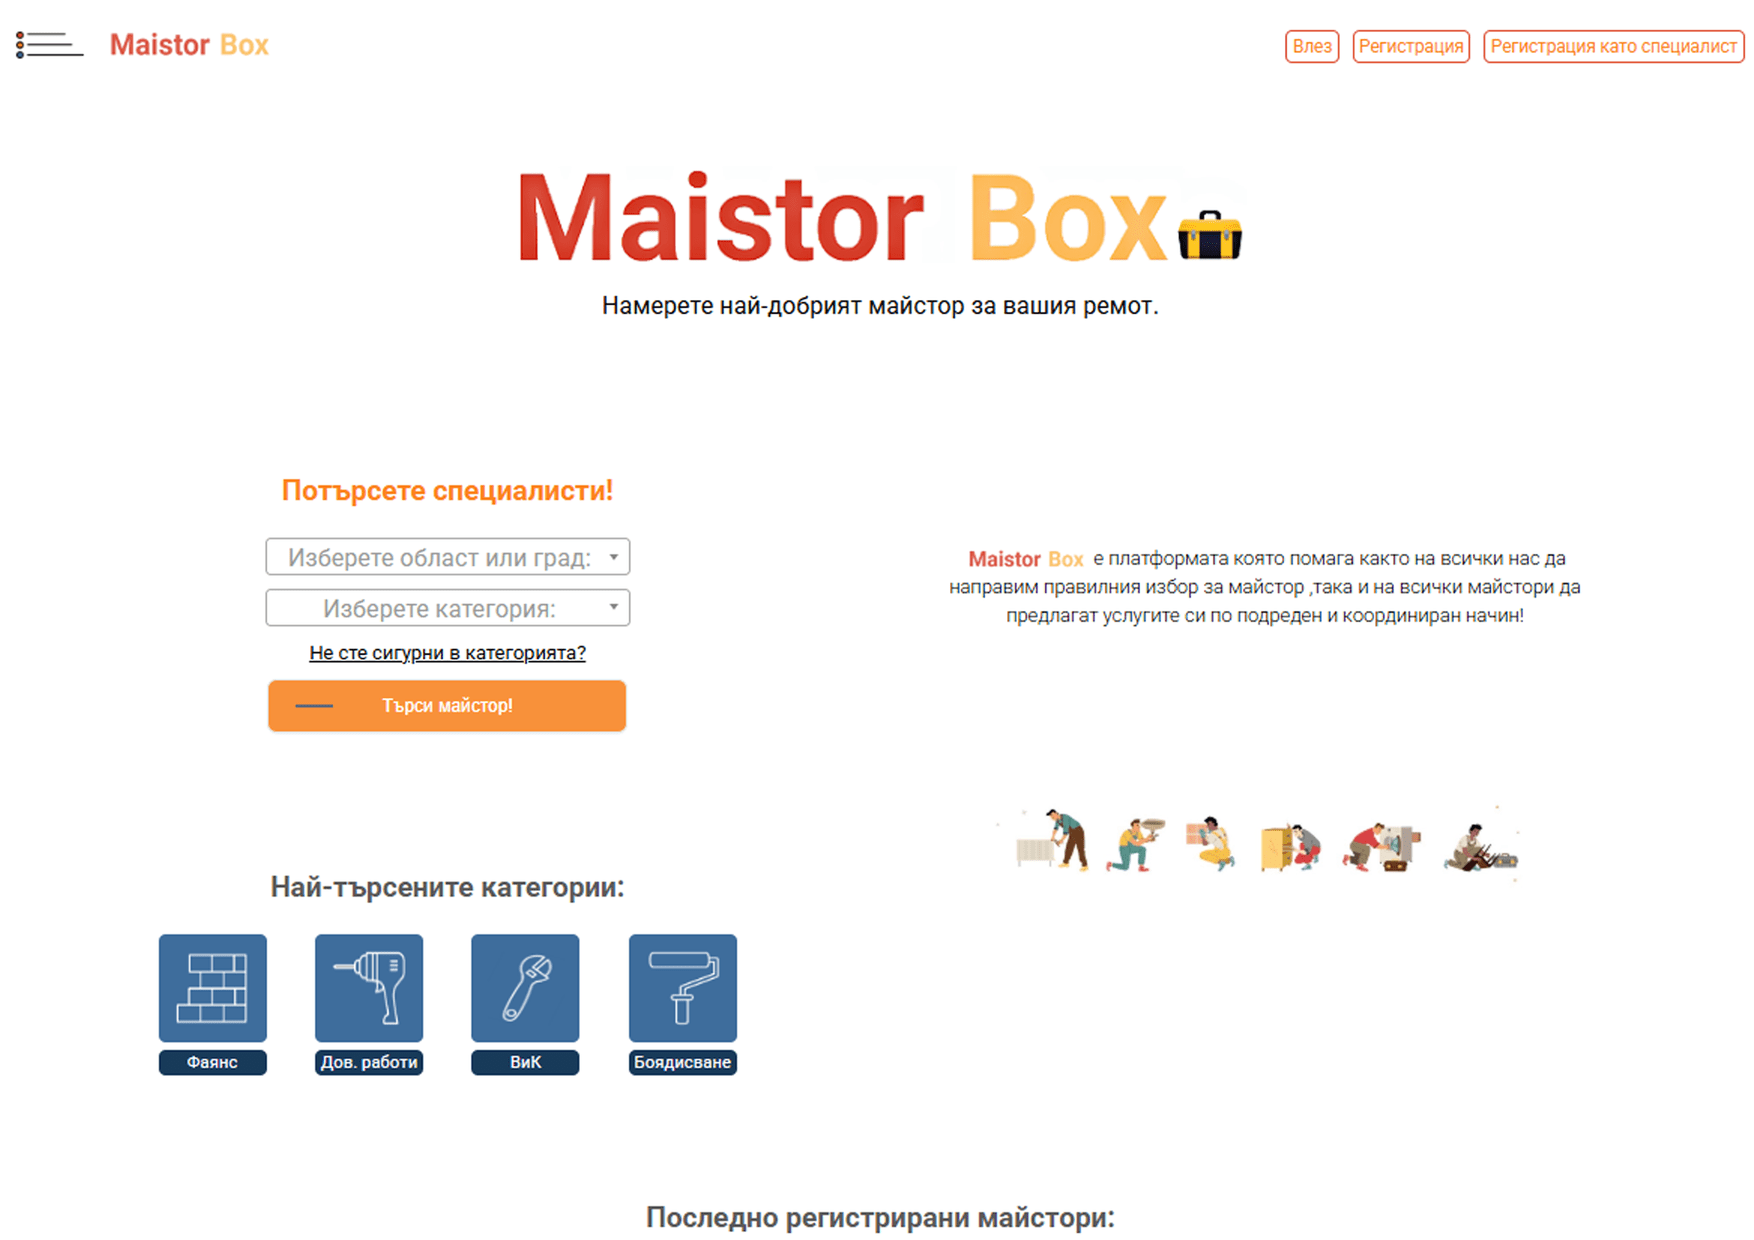 Maistor Box
Влез
Регистрация
Регистрация като специалист
Maistor Box
Намерете най-добрият майстор за вашия ремот.
Потърсете специалисти!
Изберете област или град:
Изберете категория:
Не сте сигурни в категорията?
Търси майстор!
Maistor Box е платформата която помага както на всички нас да
направим правилния избор за майстор ,така и на всички майстори да
предлагат услугите си по подреден и координиран начин!
Най-търсените категории:
Фаянс
Дов. работи
ВиК
Боядисване
Последно регистрирани майстори: